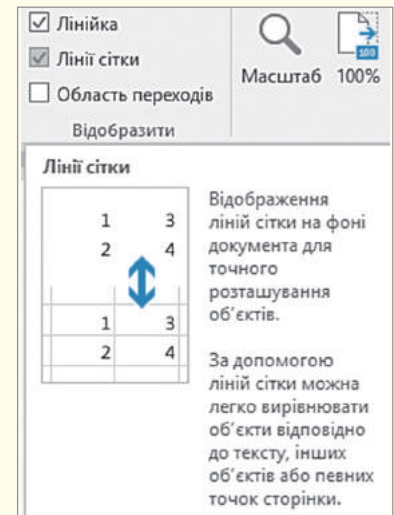 Лінійка
Лінії сітки
Область переходів
Відобразити
Масштаб
100
100%
Лінії сітки
1 3
2 4
1 3
2 4
Відображення
ліній сітки на фоні
документа для
точного
розташування
об'єктів.
За допомогою
ліній сітки можна
легко вирівнювати
об'єкти відповідно
до тексту, інших
об'єктів або певних
точок сторінки.